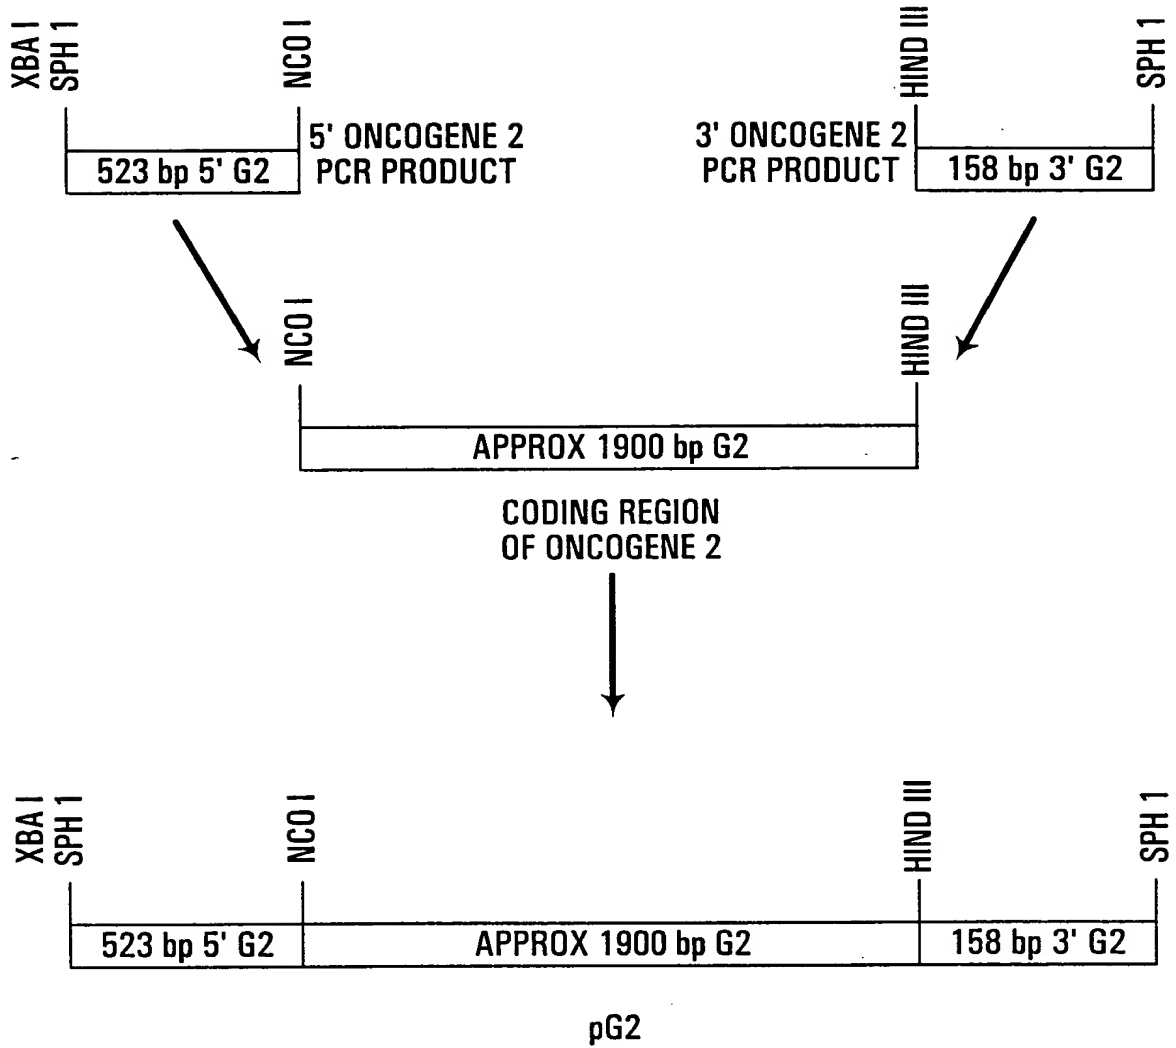 XBA I
SPH 1
NCO I
HIND III
SPH 1
5' ONCOGENE 2
PCR PRODUCT
3' ONCOGENE 2
PCR PRODUCT
523 bp 5' G2
158 bp 3' G2
NCO I
HIND III
APPROX 1900 bp G2
CODING REGION
OF ONCOGENE 2
XBA I
SPH 1
NCO I
HIND III
SPH 1
523 bp 5' G2
APPROX 1900 bp G2
158 bp 3' G2
pG2